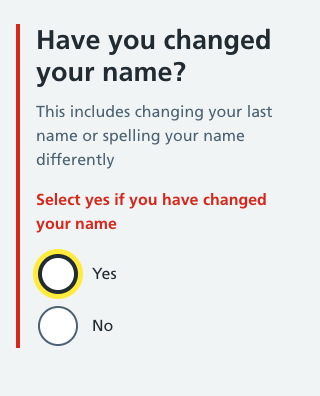 Have you changed
your name?
This includes changing your last
name or spelling your name
differently
Select yes if you have changed
your name
Yes
No